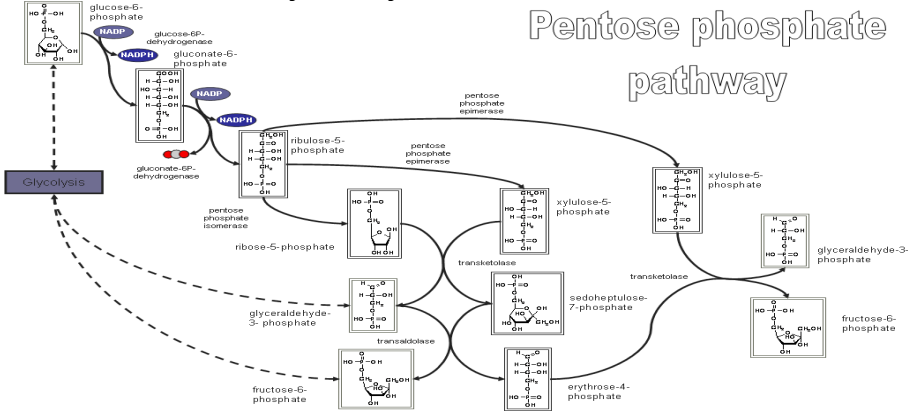 Pentose phosphate
pathway
glucose-6-
phosphate
NADP
NADPH
glucose-6P-
dehydrogenase
gluconate-6-
phosphate
NADP
NADPH
gluconate-6P-
dehydrogenase
Glycolysis
ribulose-5-
phosphate
pentose
phosphate
epimerase
pentose
phosphate
epimerase
xylulose-5-
phosphate
pentose
phosphate
isomerase
ribose-5-phosphate
xylulose-5-
phosphate
transketolase
glyceraldehyde-
3- phosphate
sedoheptulose-
7-phosphate
transaldolase
fructose-6-
phosphate
erythrose-4-
phosphate
transketolase
glyceraldehyde-3-
phosphate
fructose-6-
phosphate